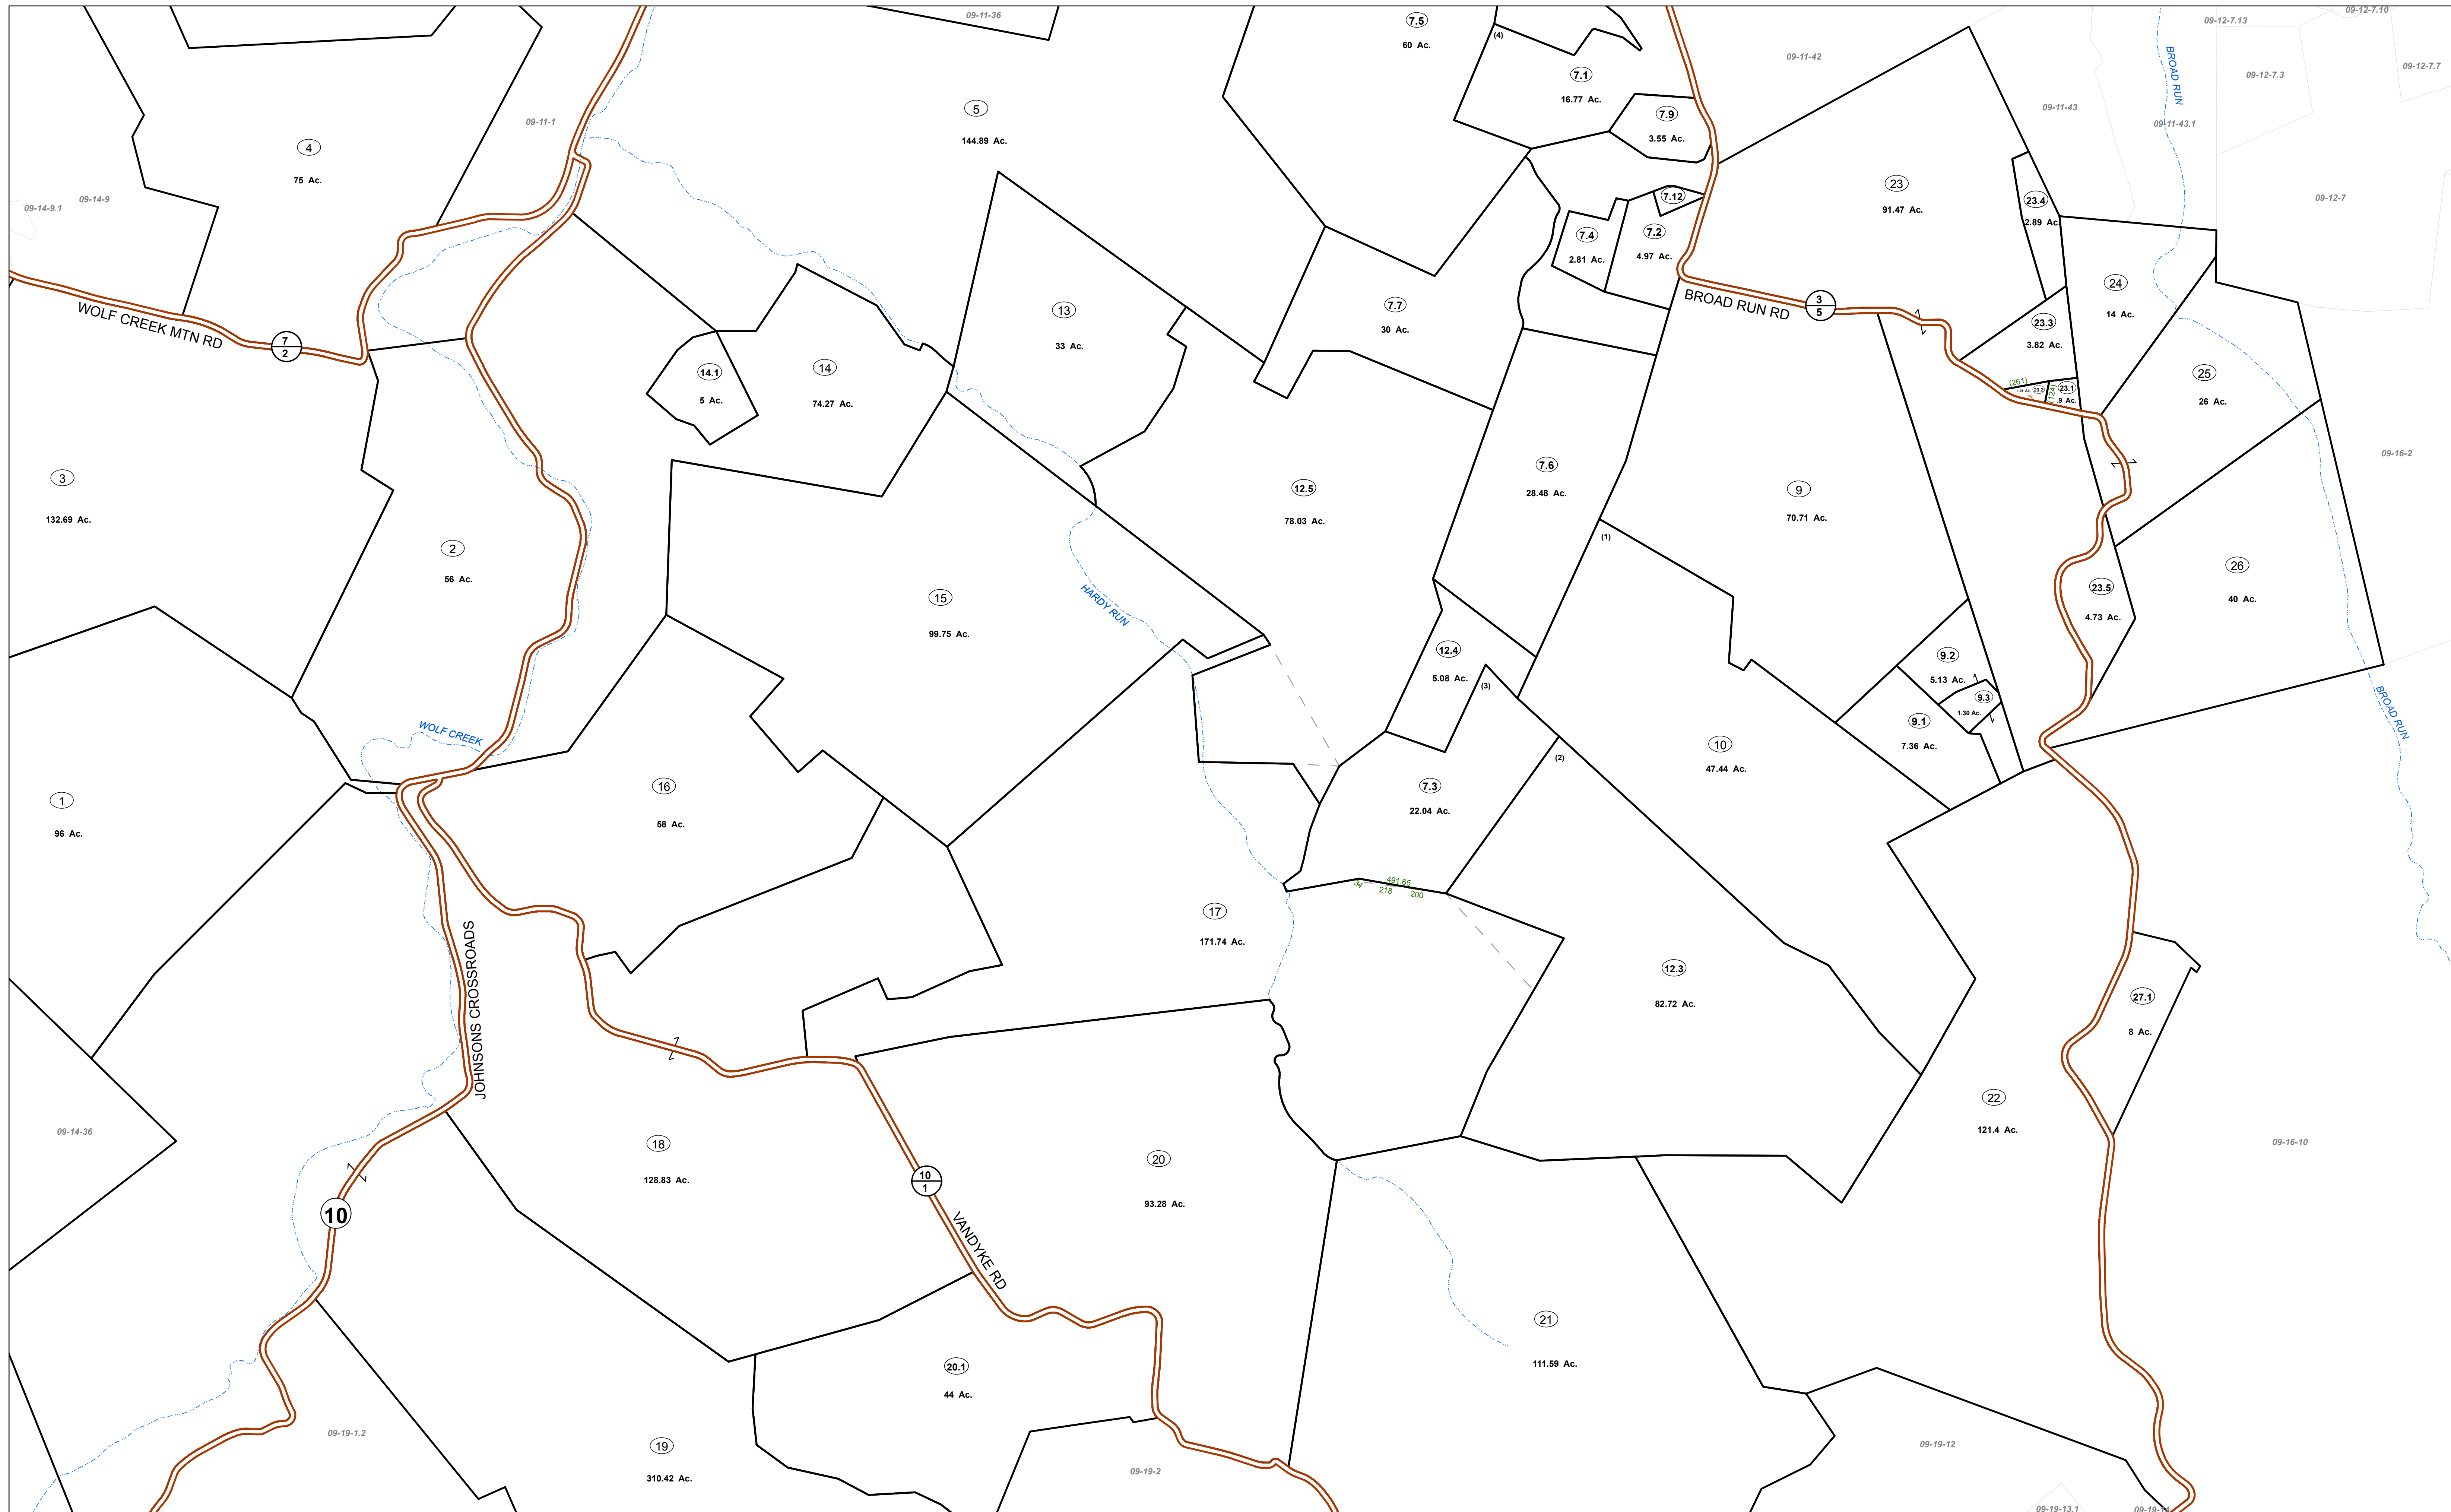 09-11-36
7.5
60 Ac.
(4)
09-12-7.10
09-12-7.13
09-11-42
BROAD RUN
09-12-7.7
09-12-7.3
7.1
16.77 Ac.
5
144.89 Ac.
09-11-1
09-11-43
09-11-43.1
7.9
3.55 Ac.
4
75 Ac.
23
91.47 Ac.
09-14-9
09-14-9.1
7.12
23.4
2.89 Ac.
09-12-7
7.4
2.81 Ac.
7.2
4.97 Ac.
WOLF CREEK MTN RD
7
2
13
33 Ac.
7.7
30 Ac.
BROAD RUN RD
3
5
24
14 Ac.
23.3
3.82 Ac.
14.1
5 Ac.
14
74.27 Ac.
25
26 Ac.
(261)
23.2
(124)
23.1
.9 Ac.
09-16-2
3
132.69 Ac.
7.6
28.48 Ac.
12.5
78.03 Ac.
9
70.71 Ac.
(1)
2
56 Ac.
HARDY RUN
15
99.75 Ac.
26
40 Ac.
23.5
4.73 Ac.
12.4
5.08 Ac.
(3)
9.2
5.13 Ac.
9.3
1.30 Ac.
9.1
7.36 Ac.
BROAD RUN
WOLF CREEK
10
47.44 Ac.
(2)
1
96 Ac.
16
58 Ac.
7.3
22.04 Ac.
491.65
34
218
200
17
171.74 Ac.
JOHNSONS CROSSROADS
12.3
82.72 Ac.
27.1
8 Ac.
22
121.4 Ac.
09-14-36
18
128.83 Ac.
20
93.28 Ac.
09-16-10
10
1
10
VANDYKE RD
21
111.59 Ac.
20.1
44 Ac.
09-19-1.2
19
310.42 Ac.
09-19-2
09-19-12
09-19-13.1